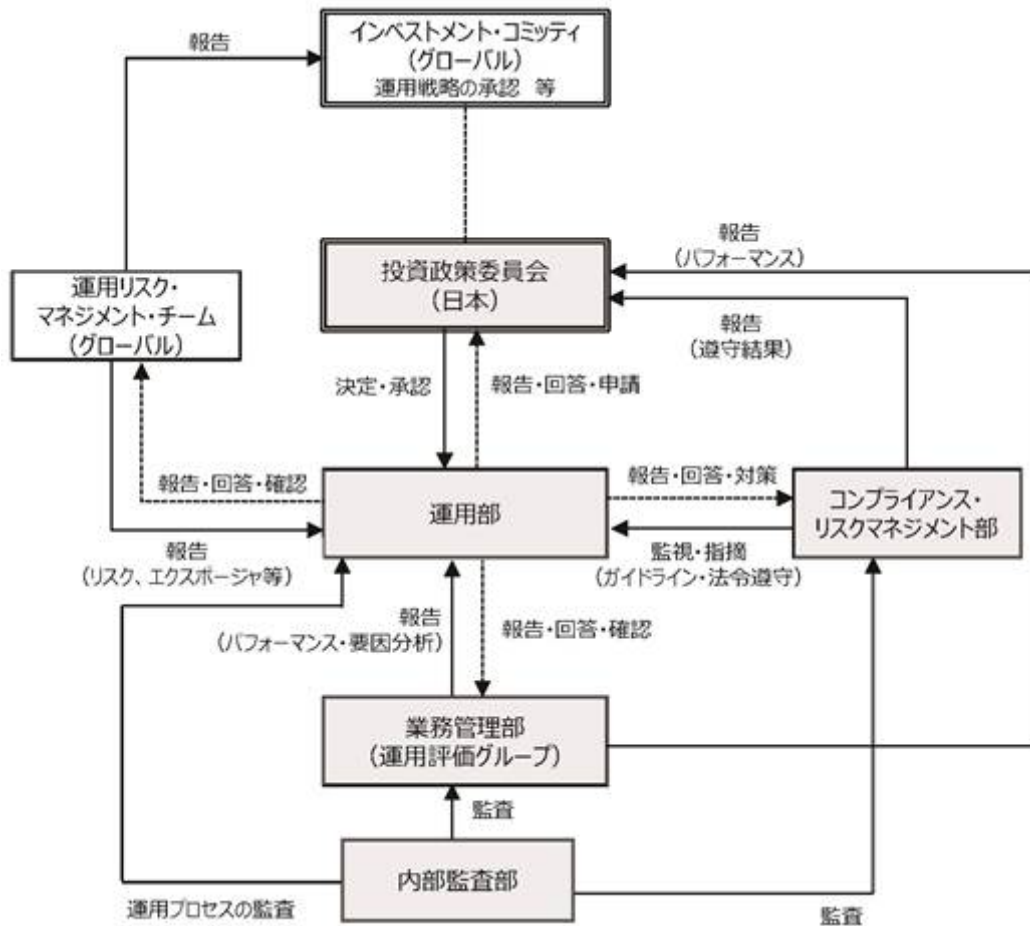 報告
インベストメント・コミッティ
(グローバル)
運用戦略の承認 等
報告
(パフォーマンス)
投資政策委員会
(日本)
運用リスク・
マネジメント・チーム
(グローバル)
報告
(遵守結果)
決定・承認
報告・回答・申請
報告・回答・確認
運用部
報告・回答・対策
コンプライアンス・
リスクマネジメント部
報告
(リスク、エクスポージャ等)
監視・指摘
(ガイドライン・法令遵守)
報告
(パフォーマンス・要因分析)
報告・回答・確認
業務管理部
(運用評価グループ)
監査
内部監査部
運用プロセスの監査
監査